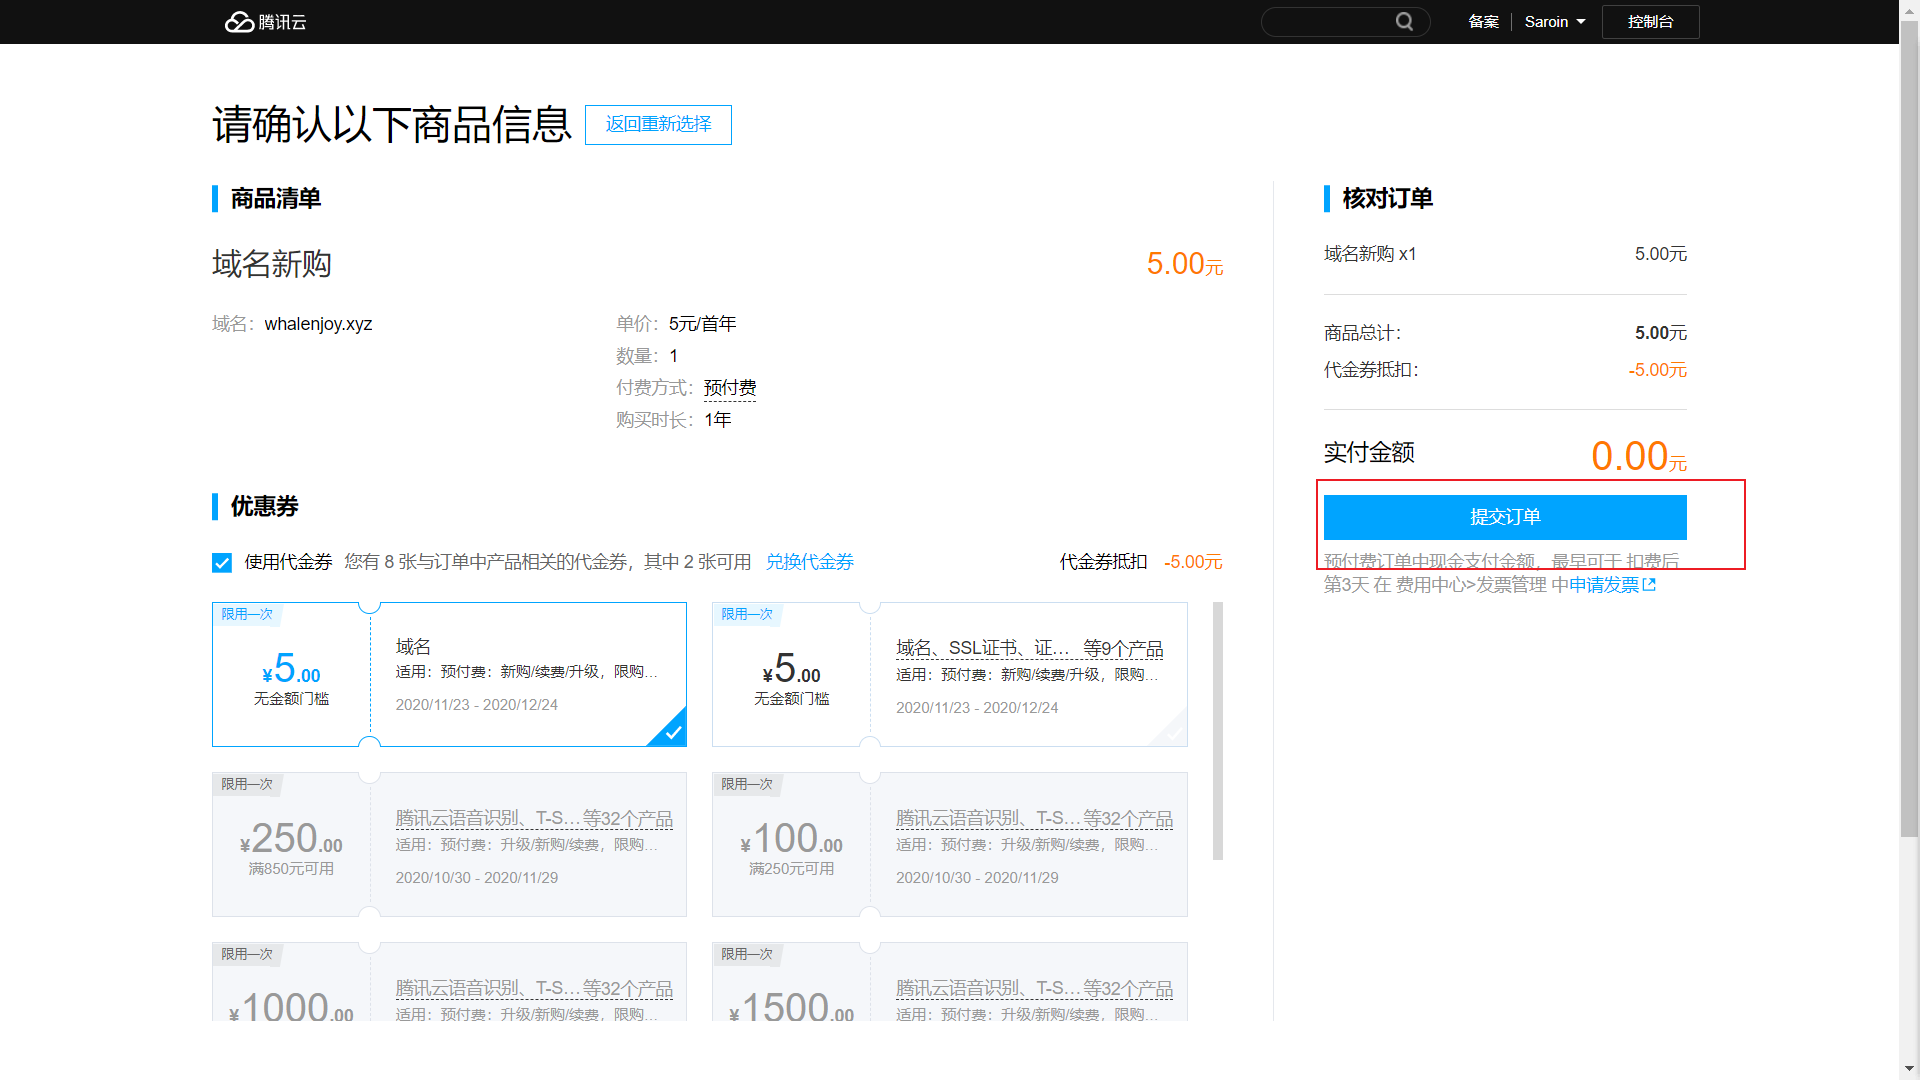 腾讯云
备案
Saroin
控制台
请确认以下商品信息
返回重新选择
商品清单
域名新购
5.00元
域名：whalenjoy.xyz
单价：5元/首年
数量：1
付费方式：预付费
购买时长：1年
优惠券
使用代金券 您有 8 张与订单中产品相关的代金券，其中 2 张可用 兑换代金券
代金券抵扣 -5.00元
限用一次
¥5.00
无金额门槛
域名
适用：预付费：新购/续费/升级，限购...
2020/11/23 - 2020/12/24
限用一次
¥5.00
无金额门槛
域名、SSL证书、证... 等9个产品
适用：预付费：新购/续费/升级，限购...
2020/11/23 - 2020/12/24
限用一次
¥250.00
满850元可用
腾讯云语音识别、T-S... 等32个产品
适用：预付费：升级/新购/续费，限购...
2020/10/30 - 2020/11/29
限用一次
¥100.00
满250元可用
腾讯云语音识别、T-S... 等32个产品
适用：预付费：升级/新购/续费，限购...
2020/10/30 - 2020/11/29
限用一次
¥1000.00
腾讯云语音识别、T-S... 等32个产品
适用：预付费：升级/新购/续费，限购...
限用一次
¥1500.00
腾讯云语音识别、T-S... 等32个产品
适用：预付费：升级/新购/续费，限购...
核对订单
域名新购 x1 5.00元
商品总计： 5.00元
代金券抵扣： -5.00元
实付金额 0.00元
提交订单
预付费订单中现金支付金额，最早可于 扣费后
第3天 在 费用中心>发票管理 中申请发票